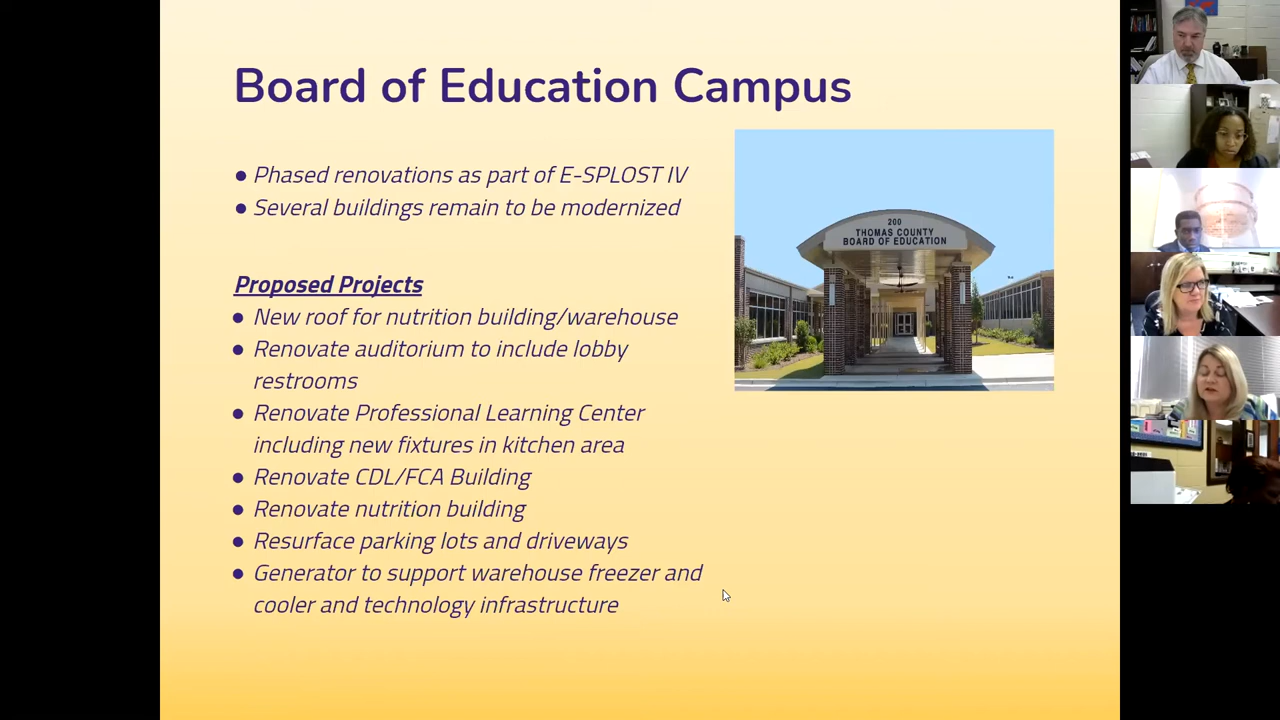 Board of Education Campus
● Phased renovations as part of E-SPLOST IV
● Several buildings remain to be modernized
200
THOMAS COUNTY
BOARD OF EDUCATION
Proposed Projects
● New roof for nutrition building/warehouse
● Renovate auditorium to include lobby
restrooms
● Renovate Professional Learning Center
including new fixtures in kitchen area
● Renovate CDL/FCA Building
● Renovate nutrition building
● Resurface parking lots and driveways
● Generator to support warehouse freezer and
cooler and technology infrastructure